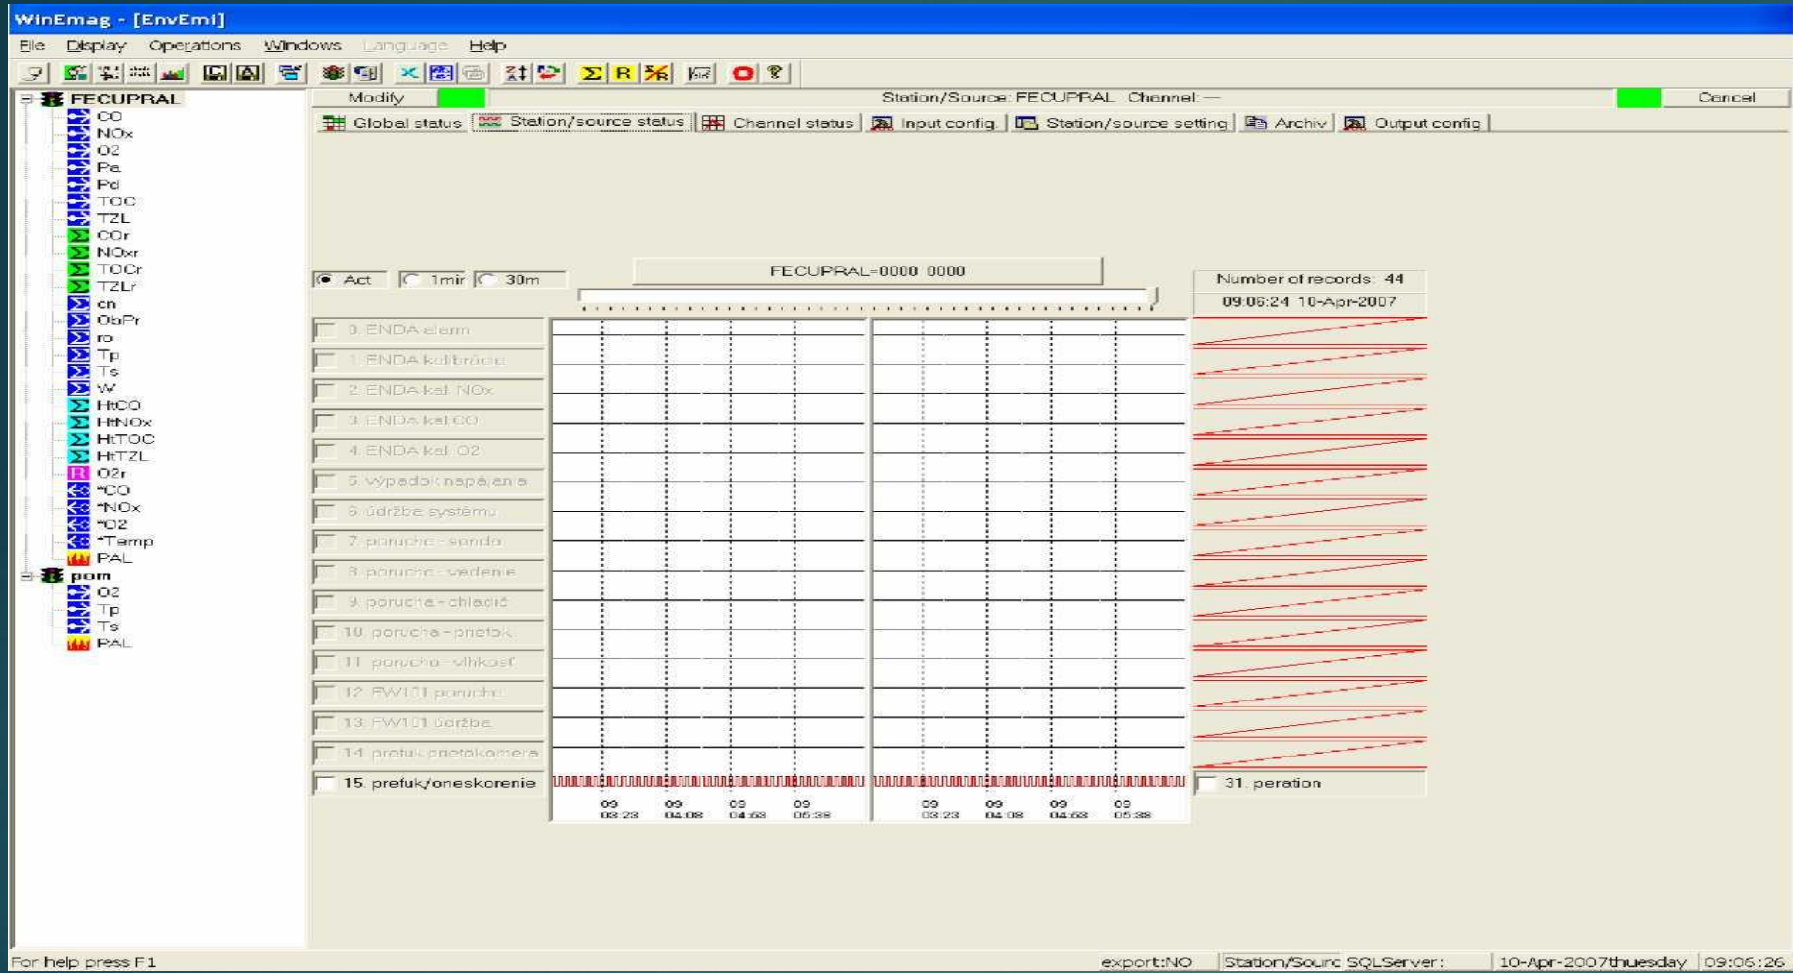 WinEmag - [EnvEmi]
File Display Operations Windows Language Help
FECUPRAL
CO
NOx
O2
Pa
Pd
TOC
TZL
COr
NOxr
TOCr
TZLr
cn
ObPr
ro
Tp
Ts
W
HtCO
HtNOx
HtTOC
HtTZL
O2r
*CO
*NOx
*O2
*Temp
PAL
pom
O2
Tp
Ts
PAL
Modify Station/Source: FECUPRAL Channel: --- Cancel
Global status Station/source status Channel status Input config. Station/source setting Archiv Output config
Act 1mir 30m
FECUPRAL=0000 0000
Number of records: 44
09:06:24 10-Apr-2007
0. ENDA alarm
1. ENDA kalibrácia
2. ENDA kal. NOx
3. ENDA kal.CO
4. ENDA kal. O2
5. výpadok napájania
6. údržba systému
7. porucha - sonda
8. porucha - vedenie
9. porucha - chladič
10. porucha - prietok
11. porucha - vlhkosť
12. FW101 porucha
13. FW101 údržba
14. prefuk prietokomera
15. prefuk/oneskorenie 31. peration
09 09 09 09 09 09 09 09
03:23 04:08 04:53 05:38 03:23 04:08 04:53 05:38
For help press F1 export:NO Station/Sourc SQLServer: 10-Apr-2007thuesday 09:06:26